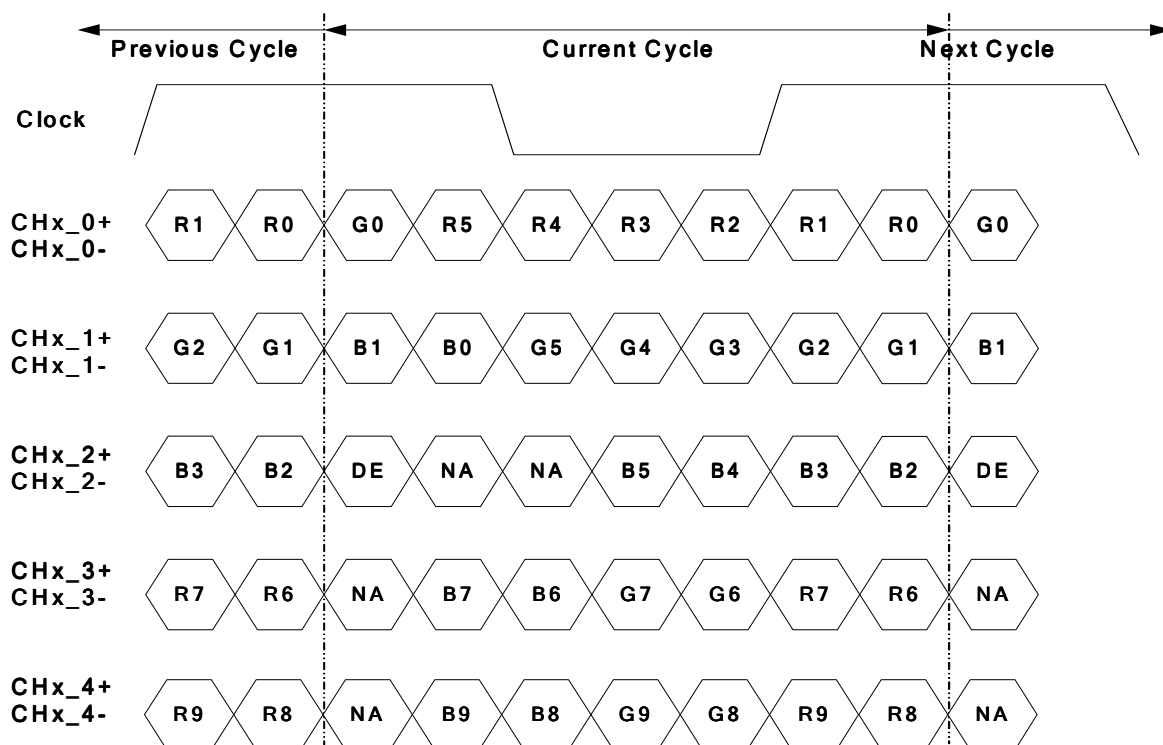 Previous Cycle Current Cycle Next Cycle
Clock
CHx_0+
CHx_0-
R1 R0 G0 R5 R4 R3 R2 R1 R0 G0
CHx_1+
CHx_1-
G2 G1 B1 B0 G5 G4 G3 G2 G1 B1
CHx_2+
CHx_2-
B3 B2 DE NA NA B5 B4 B3 B2 DE
CHx_3+
CHx_3-
R7 R6 NA B7 B6 G7 G6 R7 R6 NA
CHx_4+
CHx_4-
R9 R8 NA B9 B8 G9 G8 R9 R8 NA